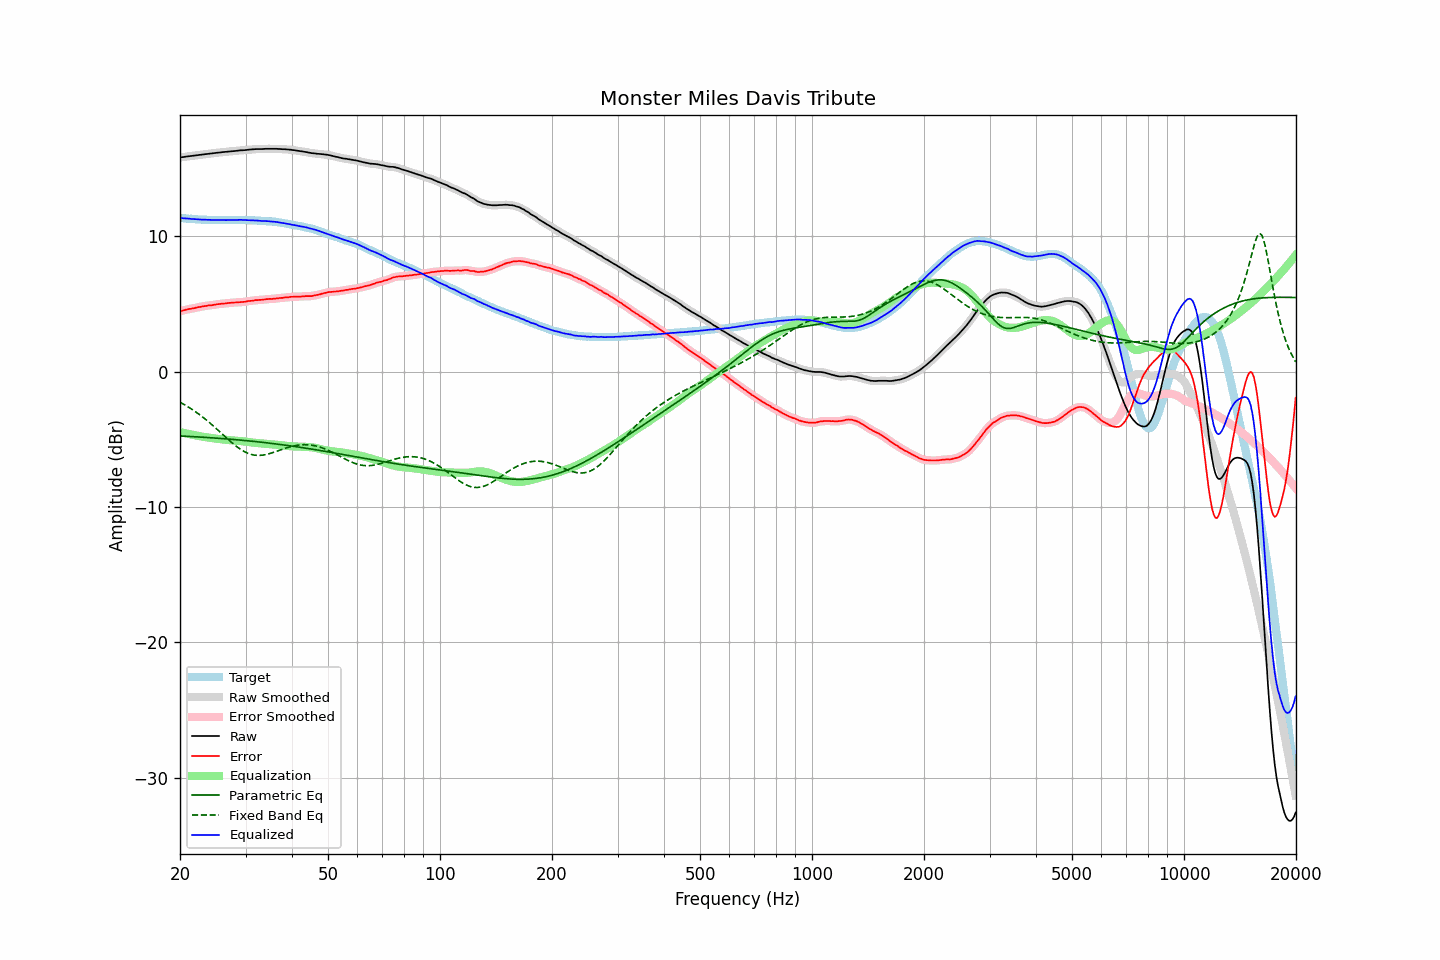 Monster Miles Davis Tribute
Amplitude (dBr)
10
0
−10
−20
−30
Target
Raw Smoothed
Error Smoothed
Raw
Error
Equalization
Parametric Eq
Fixed Band Eq
Equalized
20 50 100 200 500 1000 2000 5000 10000 20000
Frequency (Hz)